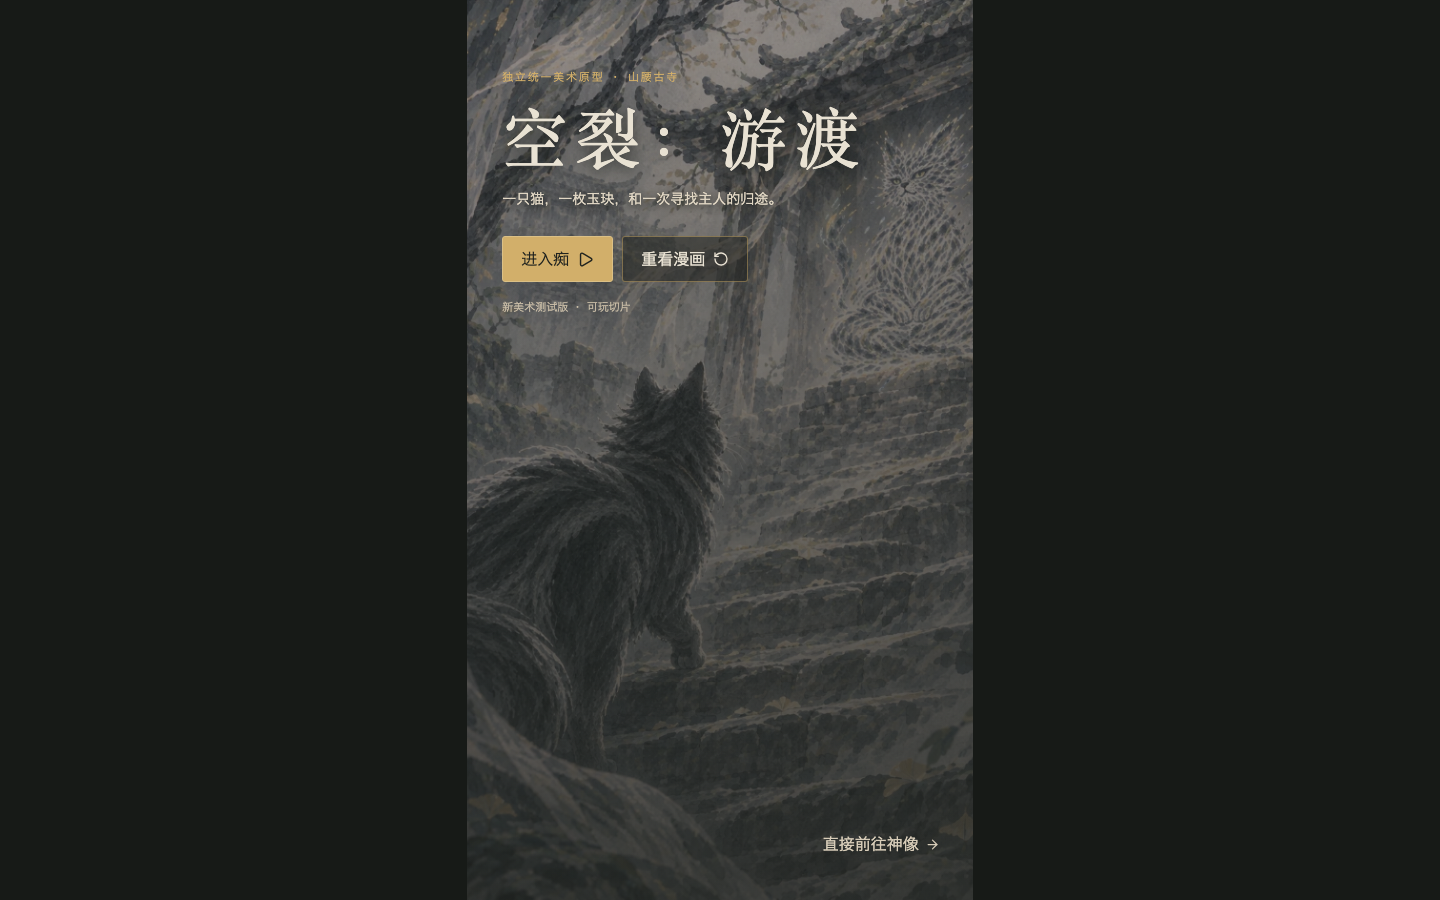 独立统一美术原型 · 山腰古寺
空裂：游渡
一只猫，一枚玉玦，和一次寻找主人的归途。
进入痴
重看漫画
新美术测试版 · 可玩切片
直接前往神像 →